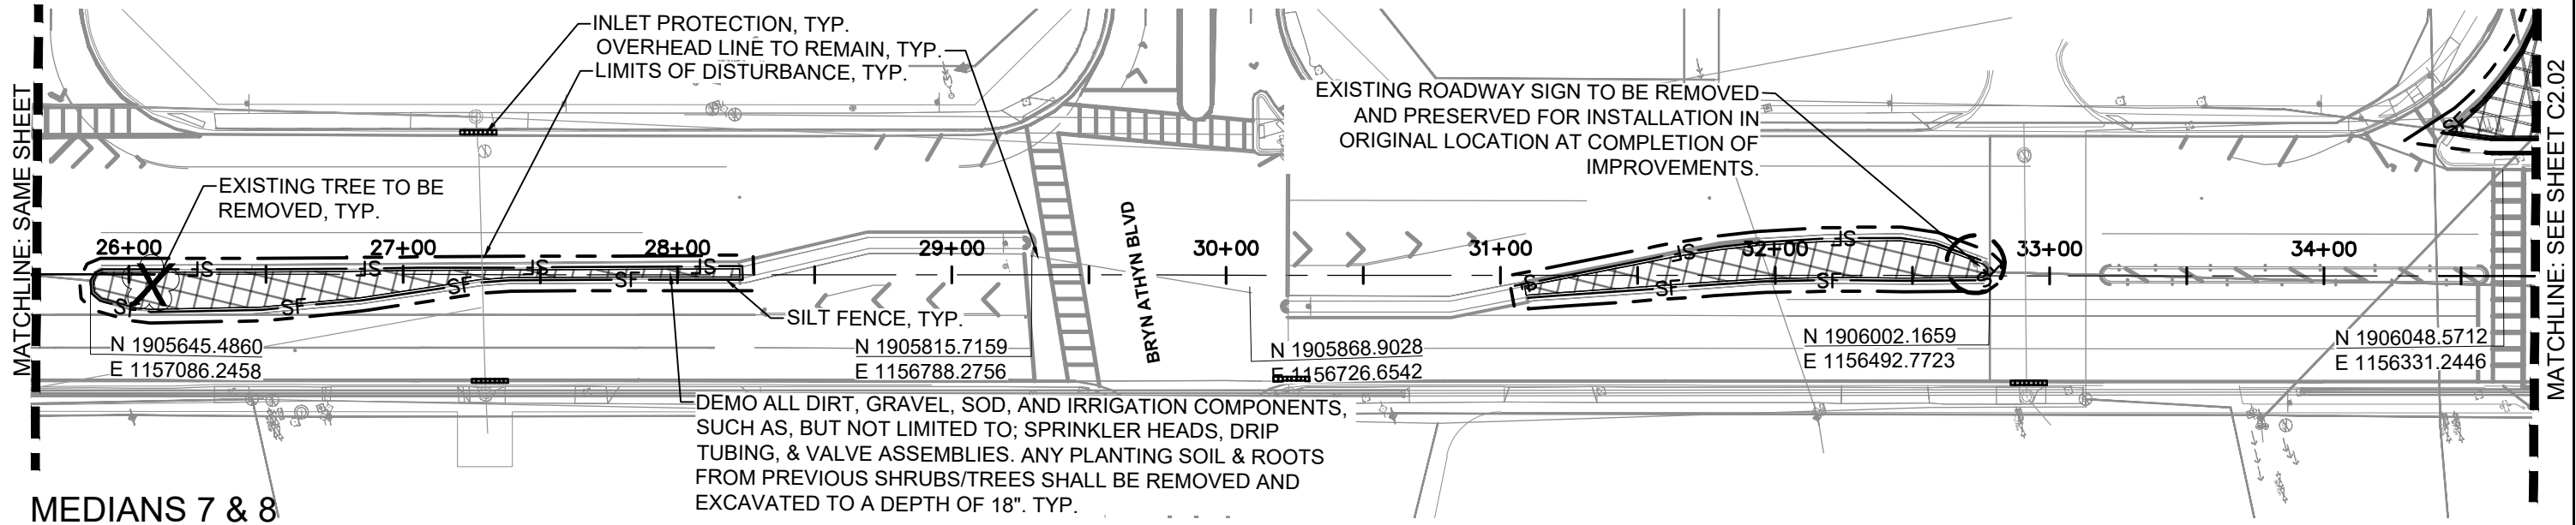 INLET PROTECTION, TYP.
OVERHEAD LINE TO REMAIN, TYP.
LIMITS OF DISTURBANCE, TYP.
EXISTING ROADWAY SIGN TO BE REMOVED
AND PRESERVED FOR INSTALLATION IN
ORIGINAL LOCATION AT COMPLETION OF
IMPROVEMENTS.
MATCHLINE: SAME SHEET
MATCHLINE: SEE SHEET C2.02
EXISTING TREE TO BE
REMOVED, TYP.
26+00
27+00
28+00
29+00
30+00
31+00
32+00
33+00
34+00
BRYN ATHYN BLVD
SF
SF
SF
SF
SF
SF
SF
SF
SF
SF
SF
SF
SF
SF
SILT FENCE, TYP.
N 1905645.4860
E 1157086.2458
N 1905815.7159
E 1156788.2756
N 1905868.9028
E 1156726.6542
N 1906002.1659
E 1156492.7723
N 1906048.5712
E 1156331.2446
DEMO ALL DIRT, GRAVEL, SOD, AND IRRIGATION COMPONENTS,
SUCH AS, BUT NOT LIMITED TO; SPRINKLER HEADS, DRIP
TUBING, & VALVE ASSEMBLIES. ANY PLANTING SOIL & ROOTS
FROM PREVIOUS SHRUBS/TREES SHALL BE REMOVED AND
EXCAVATED TO A DEPTH OF 18". TYP.
MEDIANS 7 & 8